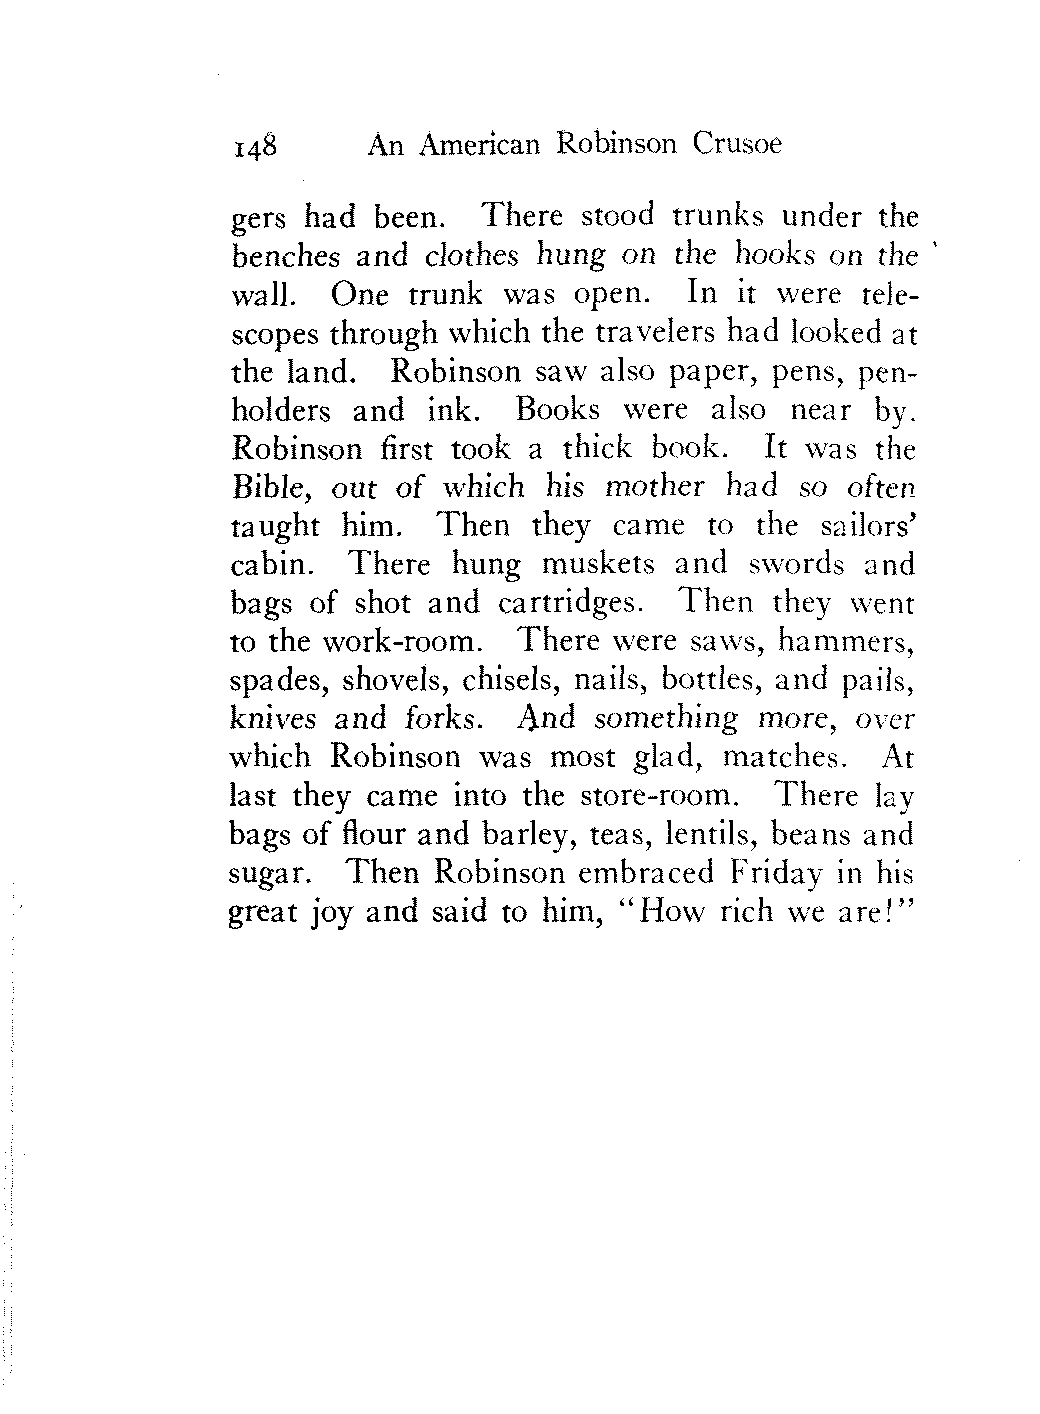 148 An American Robinson Crusoe
gers had been. There stood trunks under the
benches and clothes hung on the hooks on the
wall. One trunk was open. In it were tele-
scopes through which the travelers had looked at
the land. Robinson saw also paper, pens, pen-
holders and ink. Books were also near by.
Robinson first took a thick book. It was the
Bible, out of which his mother had so often
taught him. Then they came to the sailors'
cabin. There hung muskets and swords and
bags of shot and cartridges. Then they went
to the work-room. There were saws, hammers,
spades, shovels, chisels, nails, bottles, and pails,
knives and forks. And something more, over
which Robinson was most glad, matches. At
last they came into the store-room. There lay
bags of flour and barley, teas, lentils, beans and
sugar. Then Robinson embraced Friday in his
great joy and said to him, "How rich we are!"